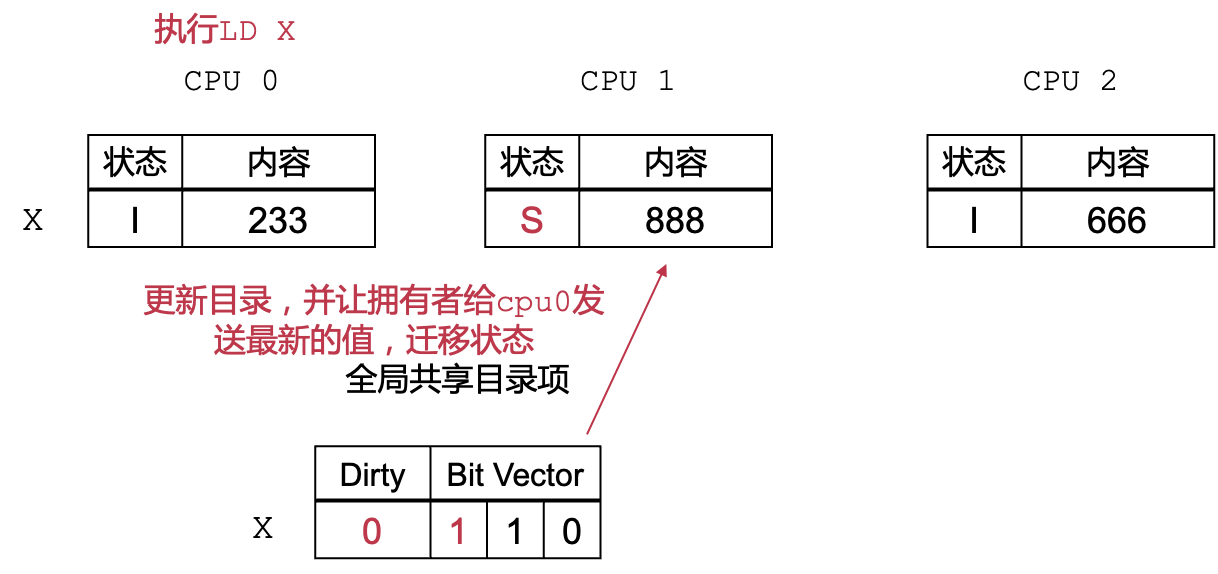 执行LD X
CPU 0 CPU 1 CPU 2
状态 内容 状态 内容 状态 内容
X I 233 S 888 I 666
更新目录，并让拥有者给cpu0发
送最新的值，迁移状态
全局共享目录项
Dirty Bit Vector
X 0 1 1 0